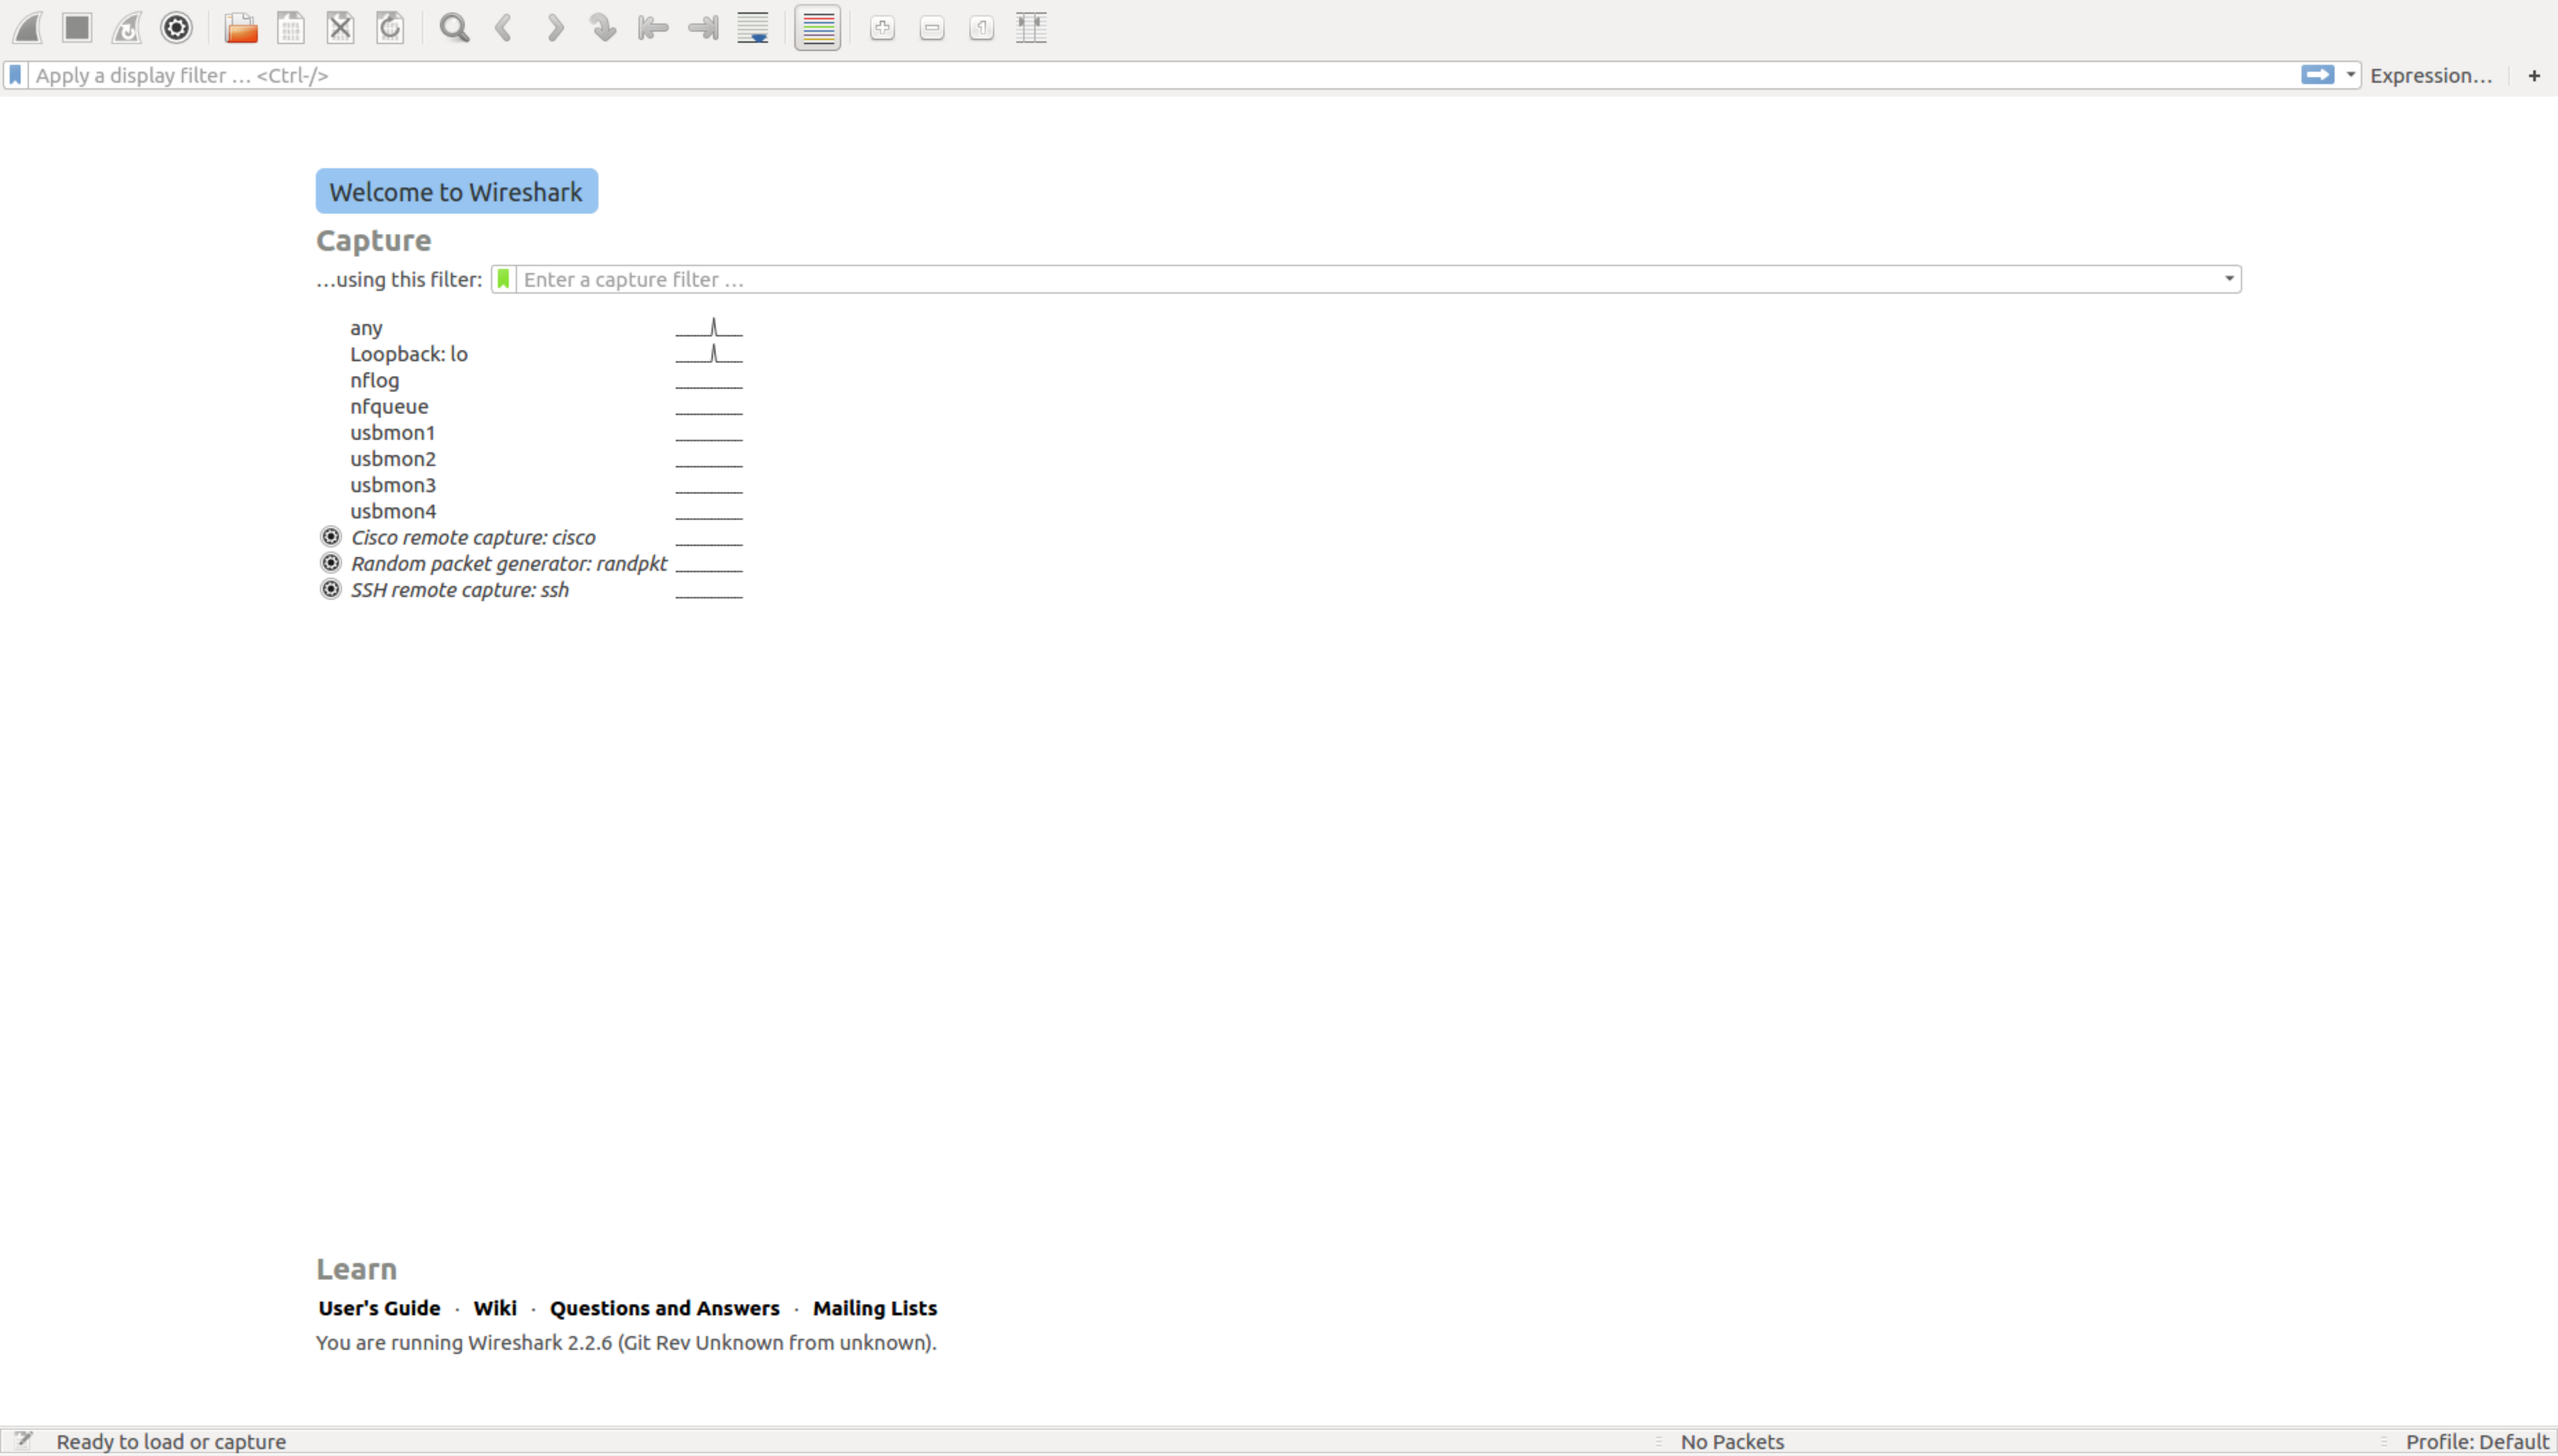 Apply a display filter … <Ctrl-/>
Expression… +
Welcome to Wireshark
Capture
…using this filter: Enter a capture filter …
any
Loopback: lo
nflog
nfqueue
usbmon1
usbmon2
usbmon3
usbmon4
Cisco remote capture: cisco
Random packet generator: randpkt
SSH remote capture: ssh
Learn
User's Guide · Wiki · Questions and Answers · Mailing Lists
You are running Wireshark 2.2.6 (Git Rev Unknown from unknown).
Ready to load or capture
No Packets
Profile: Default